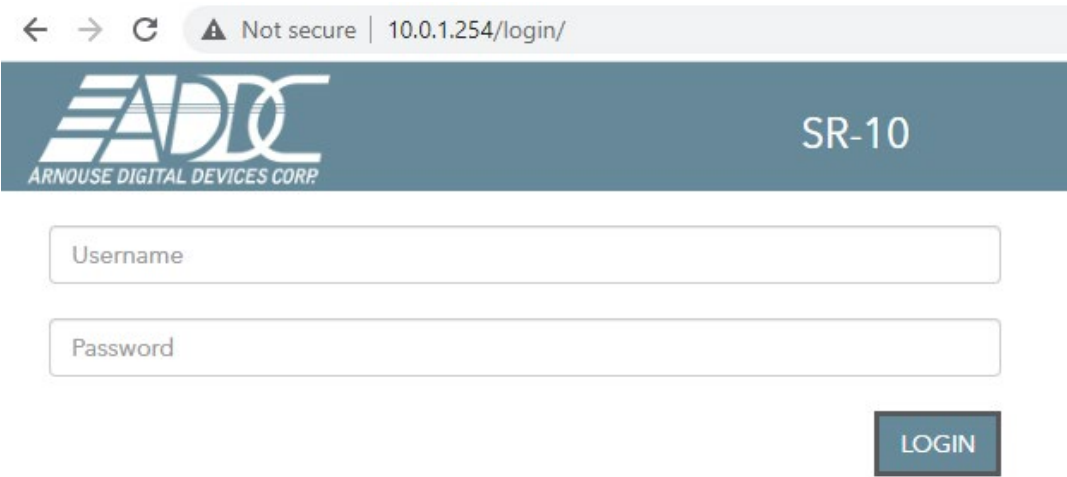 Not secure | 10.0.1.254/login/
ADDC
SR-10
ARNOUSE DIGITAL DEVICES CORP.
Username
Password
LOGIN